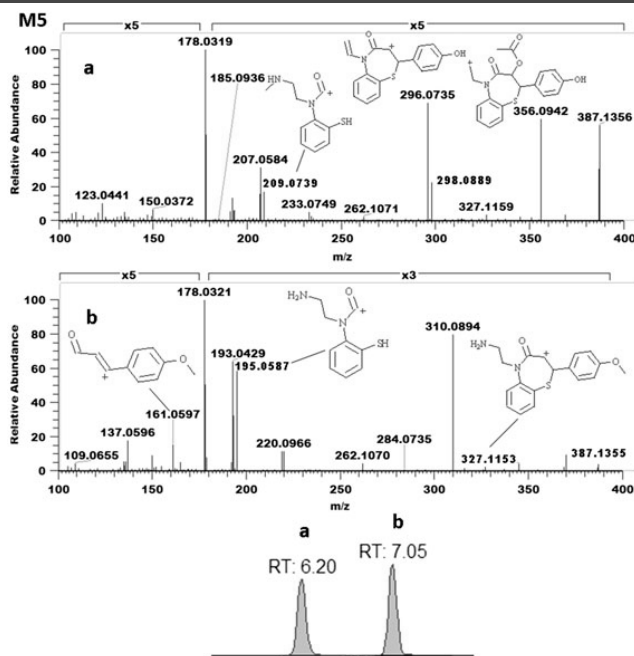 M5
x5 x5
a
178.0319
185.0936
296.0735
356.0942
387.1356
207.0584
209.0739
298.0889
123.0441
150.0372
233.0749
262.1071
327.1159
HN
N
O
+
SH
O
N
+
S
OH
O
O
+
O
N
S
OH
Relative Abundance
100
80
60
40
20
0
100 150 200 250 300 350 400
m/z
x5 x3
b
178.0321
193.0429
195.0587
310.0894
161.0597
137.0596
109.0655
220.0966
284.0735
262.1070
327.1153
387.1355
O
+
O
H2N
O
N
+
SH
H2N
O
+
N
S
O
Relative Abundance
100
80
60
40
20
0
100 150 200 250 300 350 400
m/z
a b
RT: 6.20 RT: 7.05